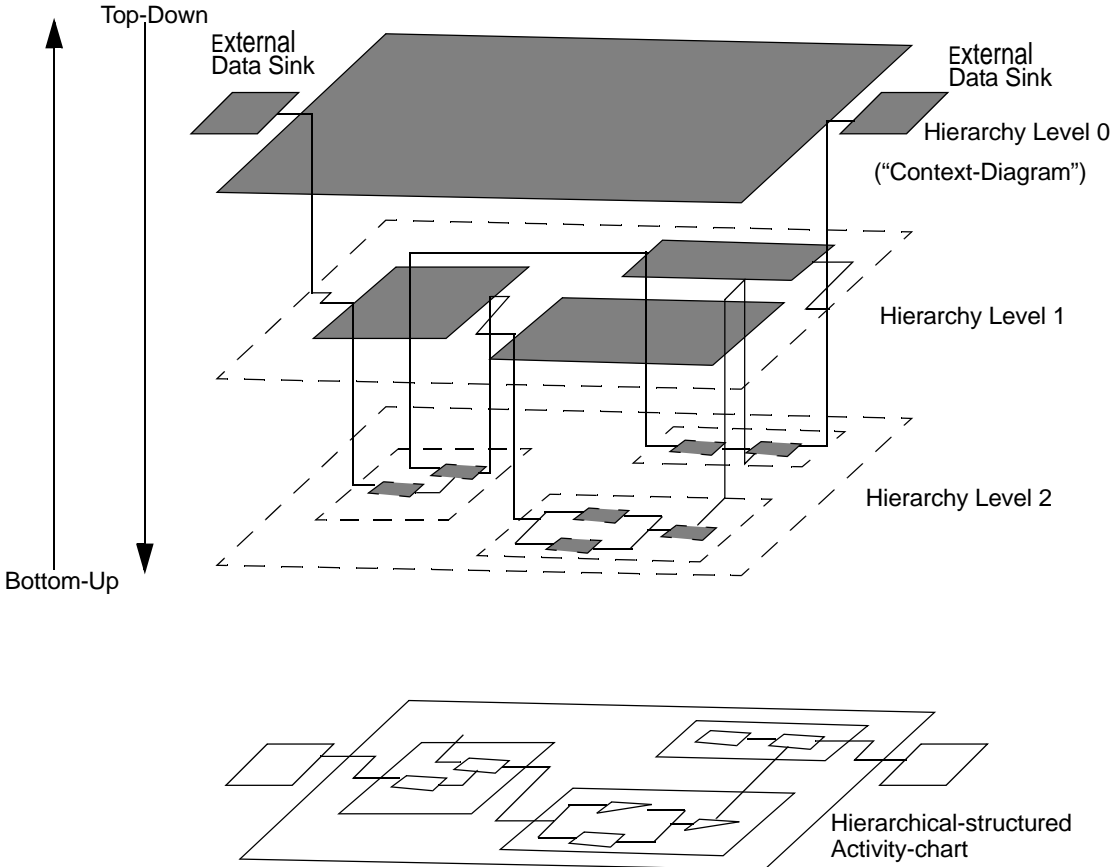 Top-Down
External
Data Sink
External
Data Sink
Hierarchy Level 0
(“Context-Diagram”)
Hierarchy Level 1
Hierarchy Level 2
Bottom-Up
Hierarchical-structured
Activity-chart